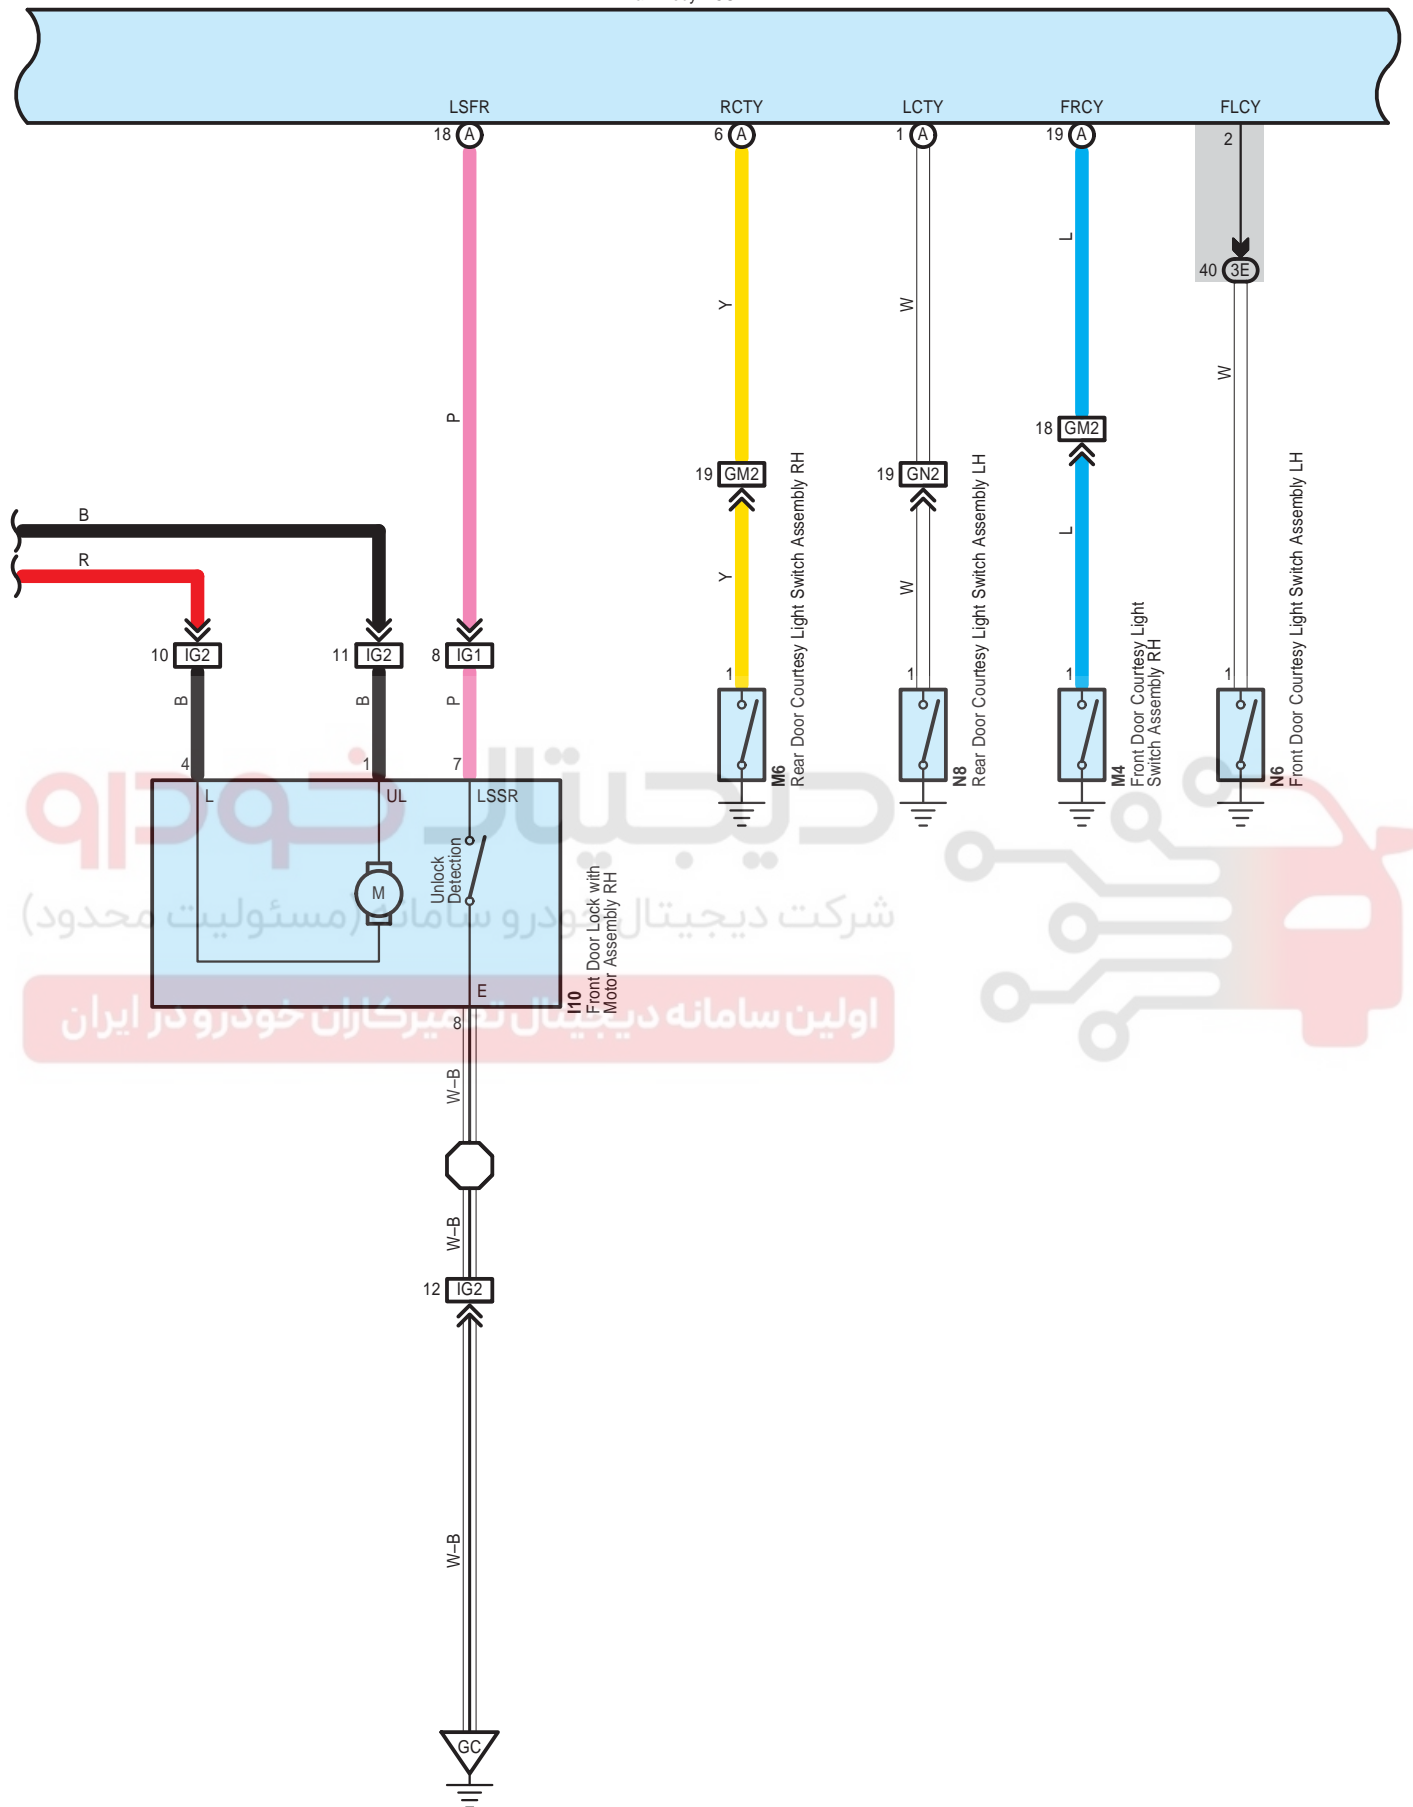 LSFR
RCTY
LCTY
FRCY
FLCY
18 A
6 A
1 A
19 A
2
40 3E
L
Y
W
W
P
18 GM2
19 GM2
19 GN2
B
R
L
Y
W
10 IG2
11 IG2
8 IG1
B
B
P
1
1
1
1
M6
Rear Door Courtesy Light Switch Assembly RH
N8
Rear Door Courtesy Light Switch Assembly LH
M4
Front Door Courtesy Light
Switch Assembly RH
N6
Front Door Courtesy Light Switch Assembly LH
4
1
7
L
UL
LSSR
M
Unlock
Detection
E
I10
Front Door Lock with
Motor Assembly RH
دیجیتال خودرو
شرکت دیجیتال خودرو سامانه (مسئولیت محدود)
اولین سامانه دیجیتال تعمیرکاران خودرو در ایران
8
W–B
W–B
12 IG2
W–B
GC